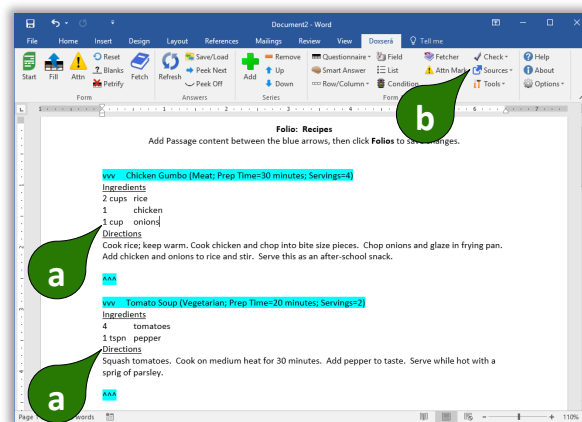 Document2 - Word
File Home Insert Design Layout References Mailings Review View Doxserá Tell me
Reset Save/Load Remove Questionnaire Field Fetcher Check Help
Blanks Peek Next Up Smart Answer List Attn Mark Sources About
Start Fill Attn Petrify Fetch Refresh Peek Off Add Down Row/Column Condition Tools Options
Form Answers Series Form
Folio: Recipes
Add Passage content between the blue arrows, then click Folios to save changes.
vvv Chicken Gumbo (Meat; Prep Time=30 minutes; Servings=4)
Ingredients
2 cups rice
1 chicken
1 cup onions
Directions
Cook rice; keep warm. Cook chicken and chop into bite size pieces. Chop onions and glaze in frying pan.
Add chicken and onions to rice and stir. Serve this as an after-school snack.
^^^
vvv Tomato Soup (Vegetarian; Prep Time=20 minutes; Servings=2)
Ingredients
4 tomatoes
1 tspn pepper
Directions
Squash tomatoes. Cook on medium heat for 30 minutes. Add pepper to taste. Serve while hot with a
sprig of parsley.
^^^
Page words 110%
a
a
b